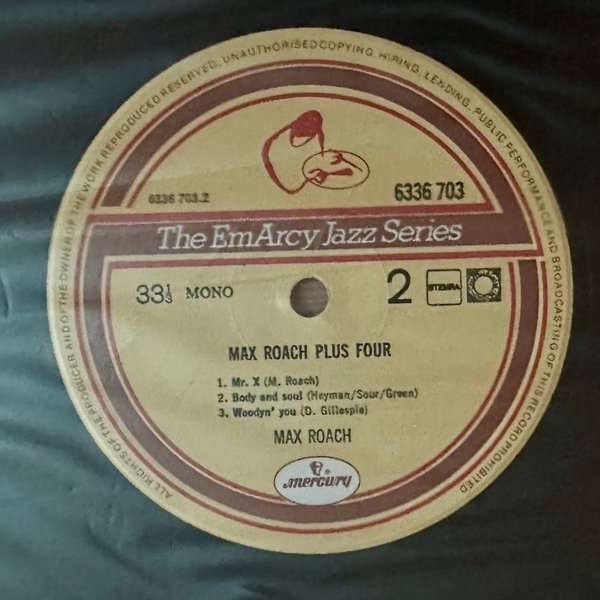 ALL RIGHTS OF THE PRODUCER AND OF THE OWNER OF THE WORK REPRODUCED RESERVED. UNAUTHORISED COPYING, HIRING, LENDING, PUBLIC PERFORMANCE AND BROADCASTING OF THIS RECORD PROHIBITED
6336 703.2
6336 703
The EmArcy Jazz Series
33⅓ MONO
2
STEMRA
MAX ROACH PLUS FOUR
1. Mr. X (M. Roach)
2. Body and soul (Heyman/Sour/Green)
3. Woodyn' you (D. Gillespie)
MAX ROACH
mercury